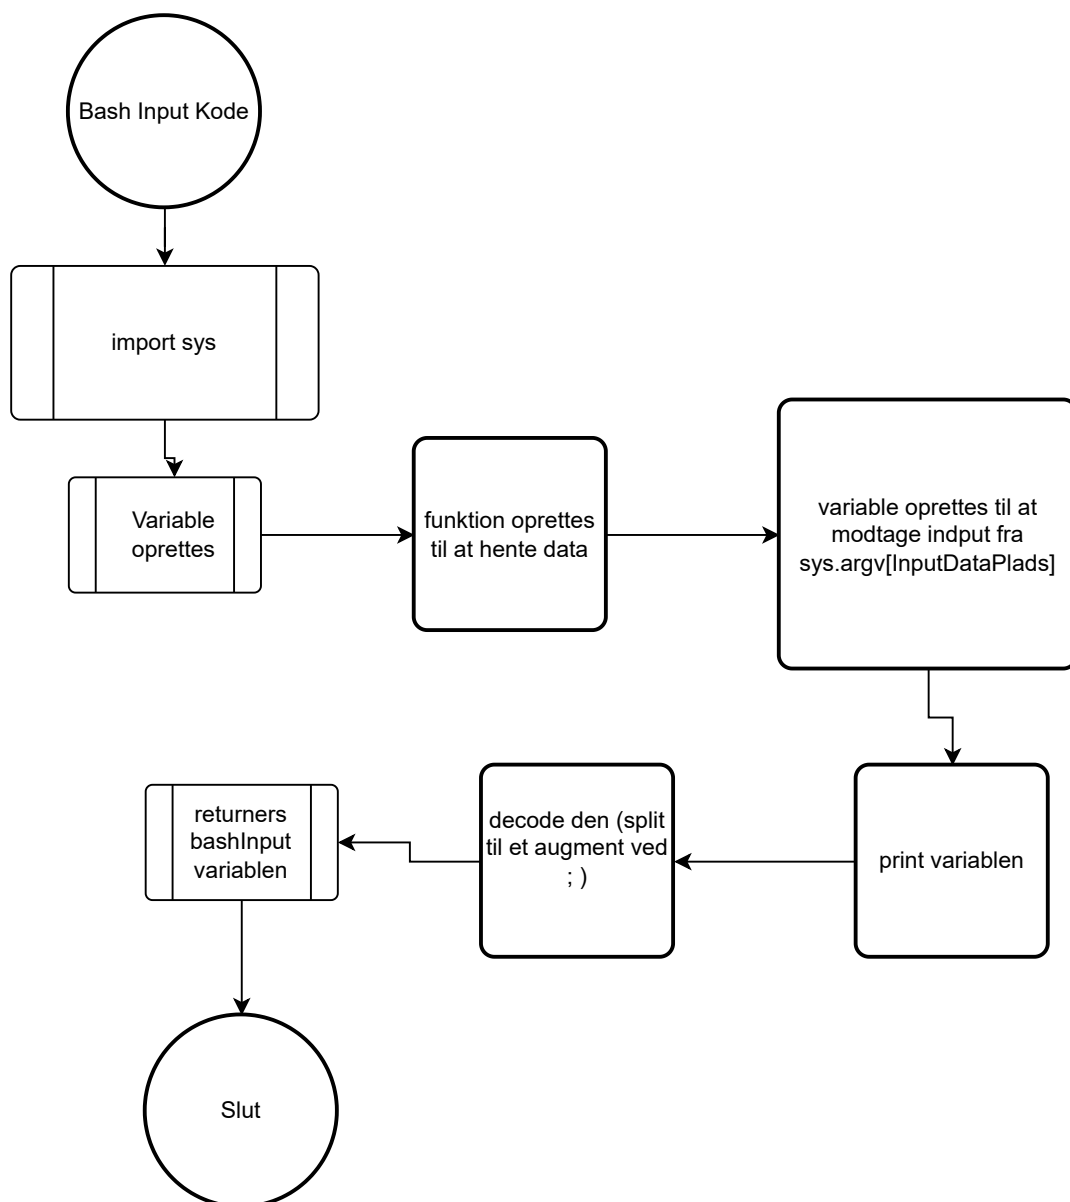 Bash Input Kode
import sys
Variable
oprettes
funktion oprettes
til at hente data
variable oprettes til at
modtage indput fra
sys.argv[InputDataPlads]
print variablen
decode den (split
til et augment ved
; )
returners
bashInput
variablen
Slut